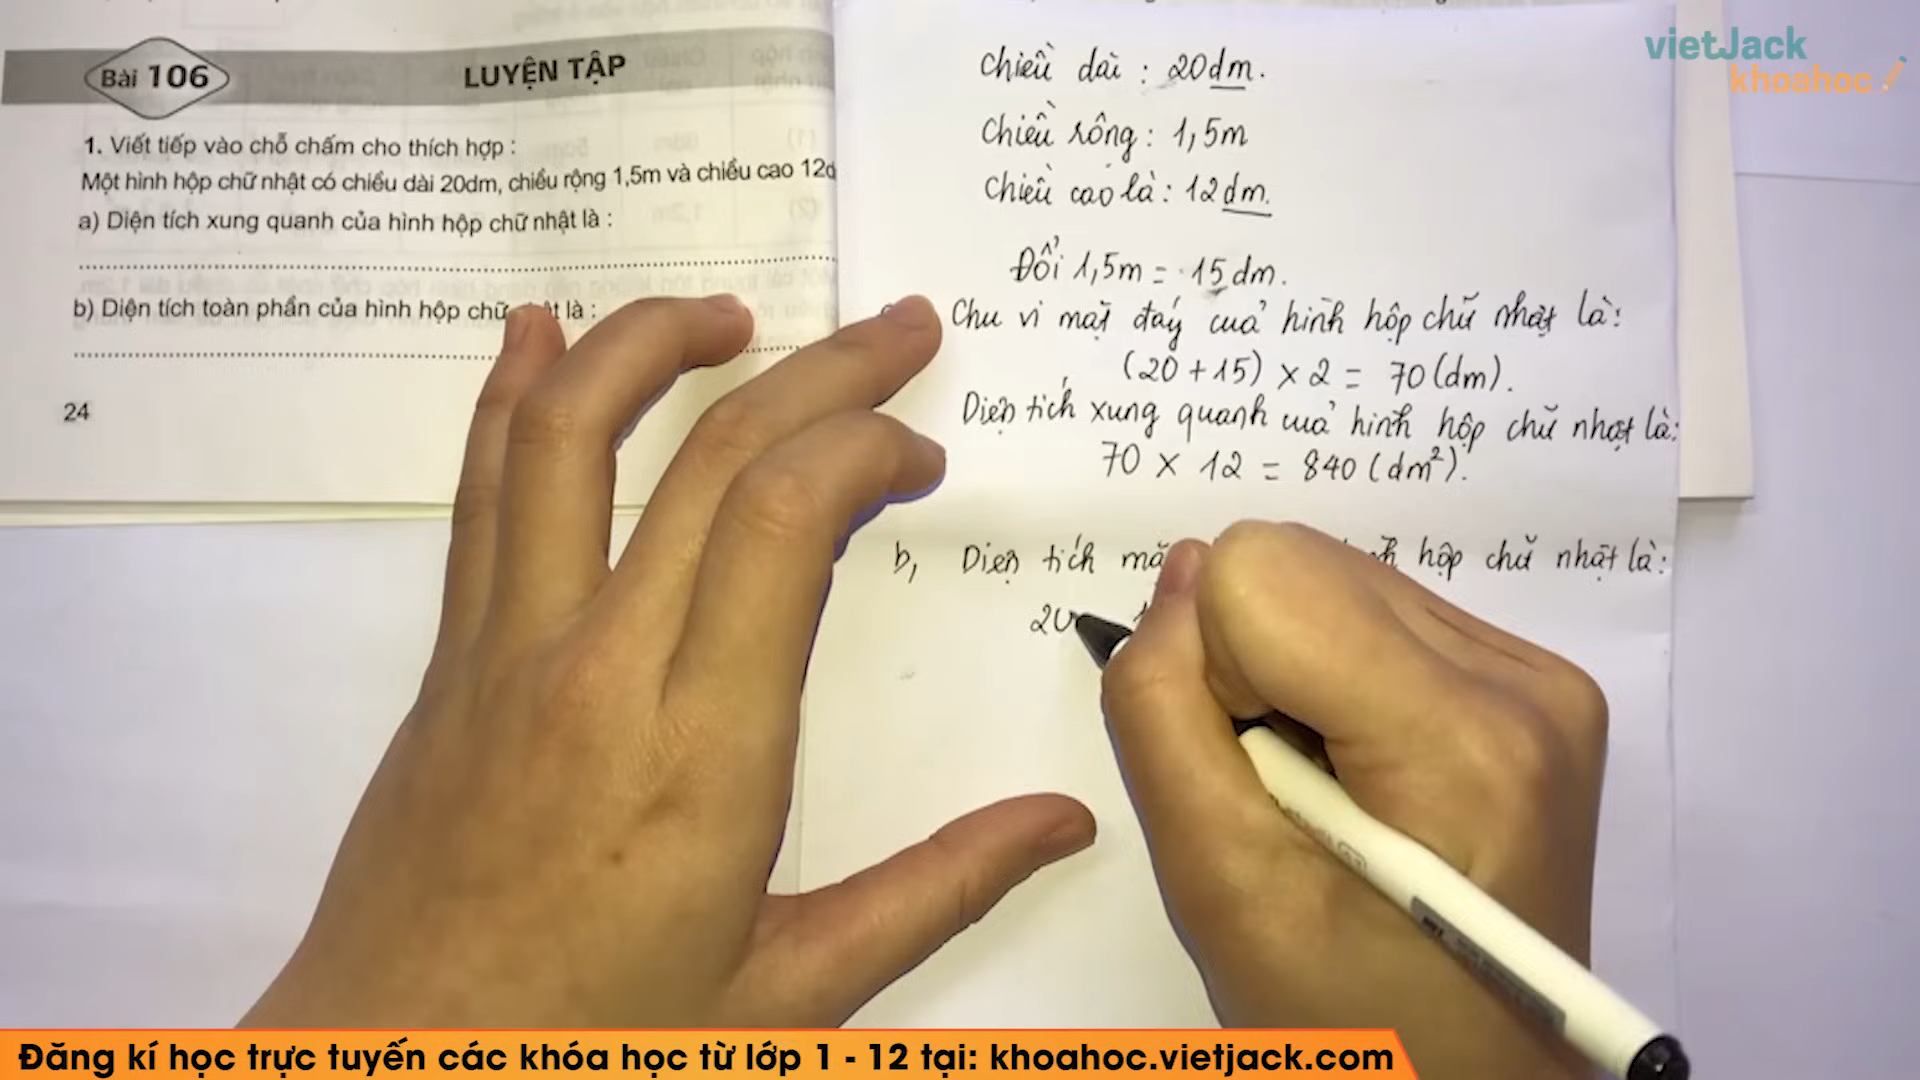 Bài 106
LUYỆN TẬP
1. Viết tiếp vào chỗ chấm cho thích hợp :
Một hình hộp chữ nhật có chiều dài 20dm, chiều rộng 1,5m và chiều cao 12d
a) Diện tích xung quanh của hình hộp chữ nhật là :
b) Diện tích toàn phần của hình hộp chữ là :
24
vietJack
khoahoc
Chiều dài : 20dm.
Chiều rộng : 1,5m
Chiều cao là : 12dm.
Đổi 1,5m = 15dm.
Chu vi mặt đáy của hình hộp chữ nhật là:
(20 + 15) x 2 = 70 (dm).
Diện tích xung quanh của hình hộp chữ nhật là:
70 x 12 = 840 (dm²).
b, Diện tích hộp chữ nhật là:
20
Đăng kí học trực tuyến các khóa học từ lớp 1 - 12 tại: khoahoc.vietjack.com